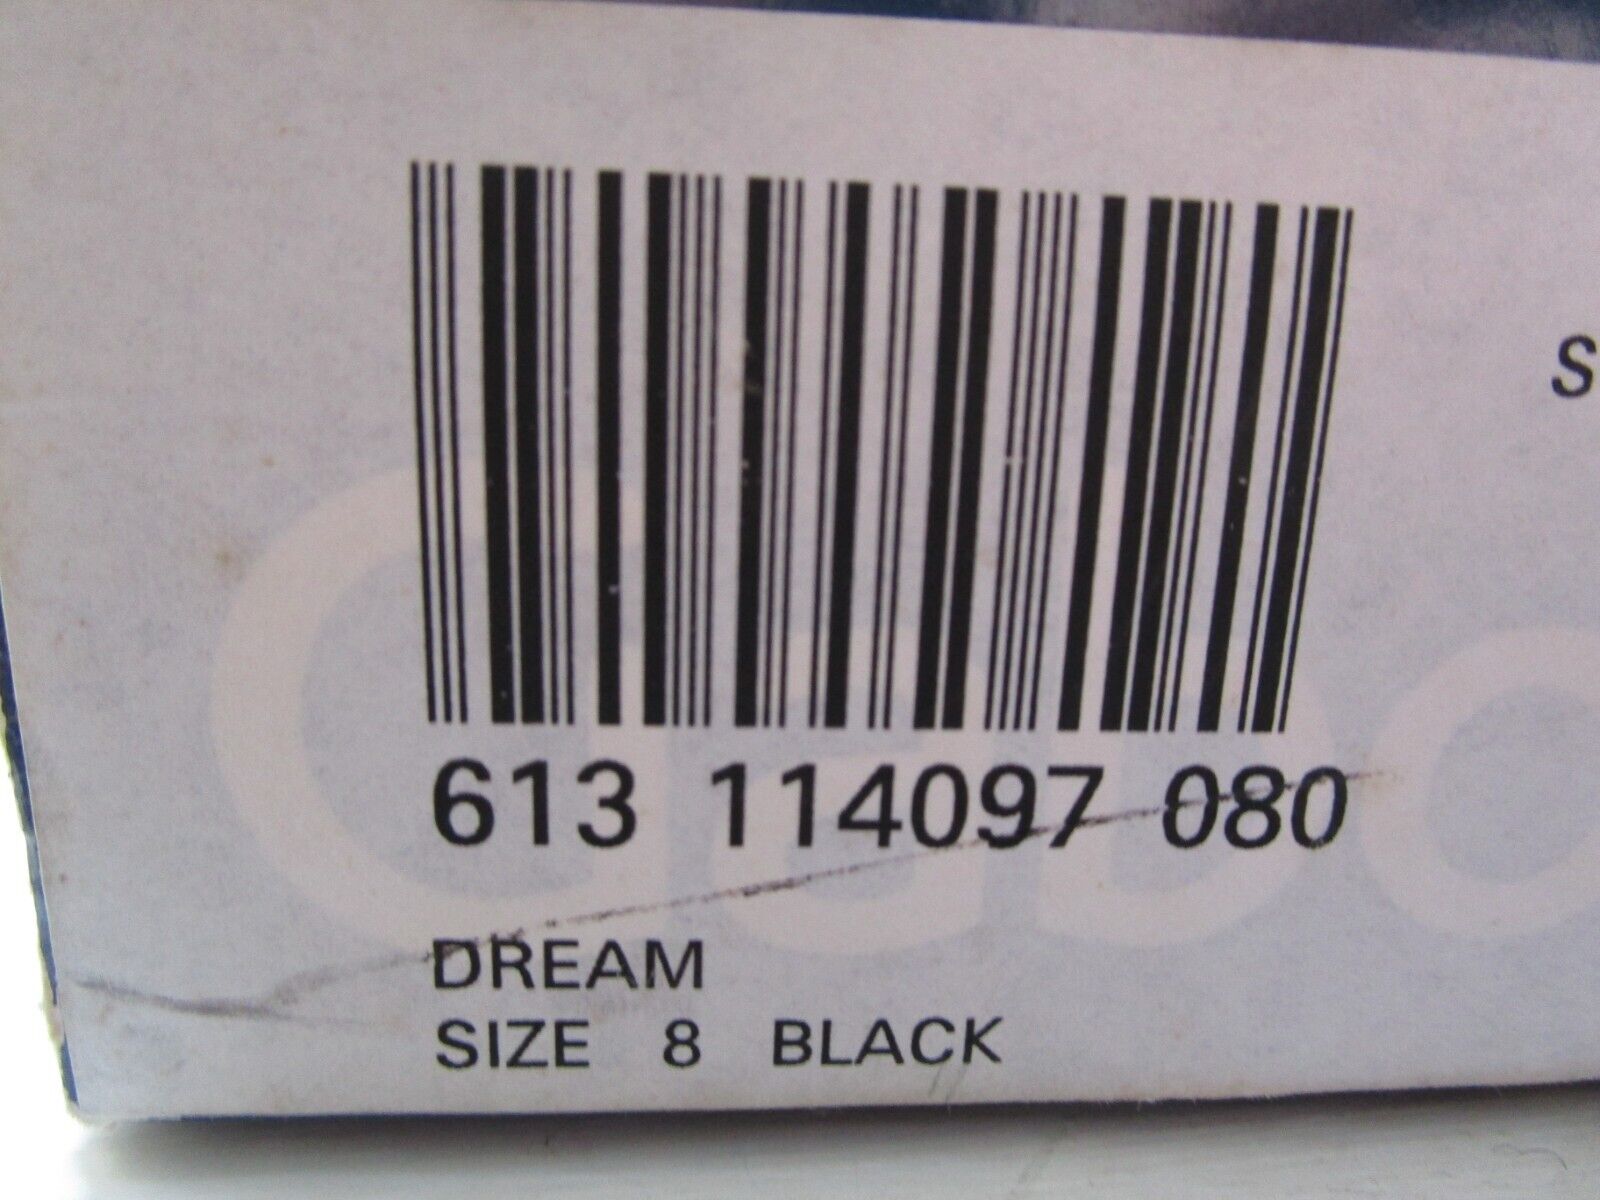 S
613 114097 080
DREAM
SIZE 8 BLACK